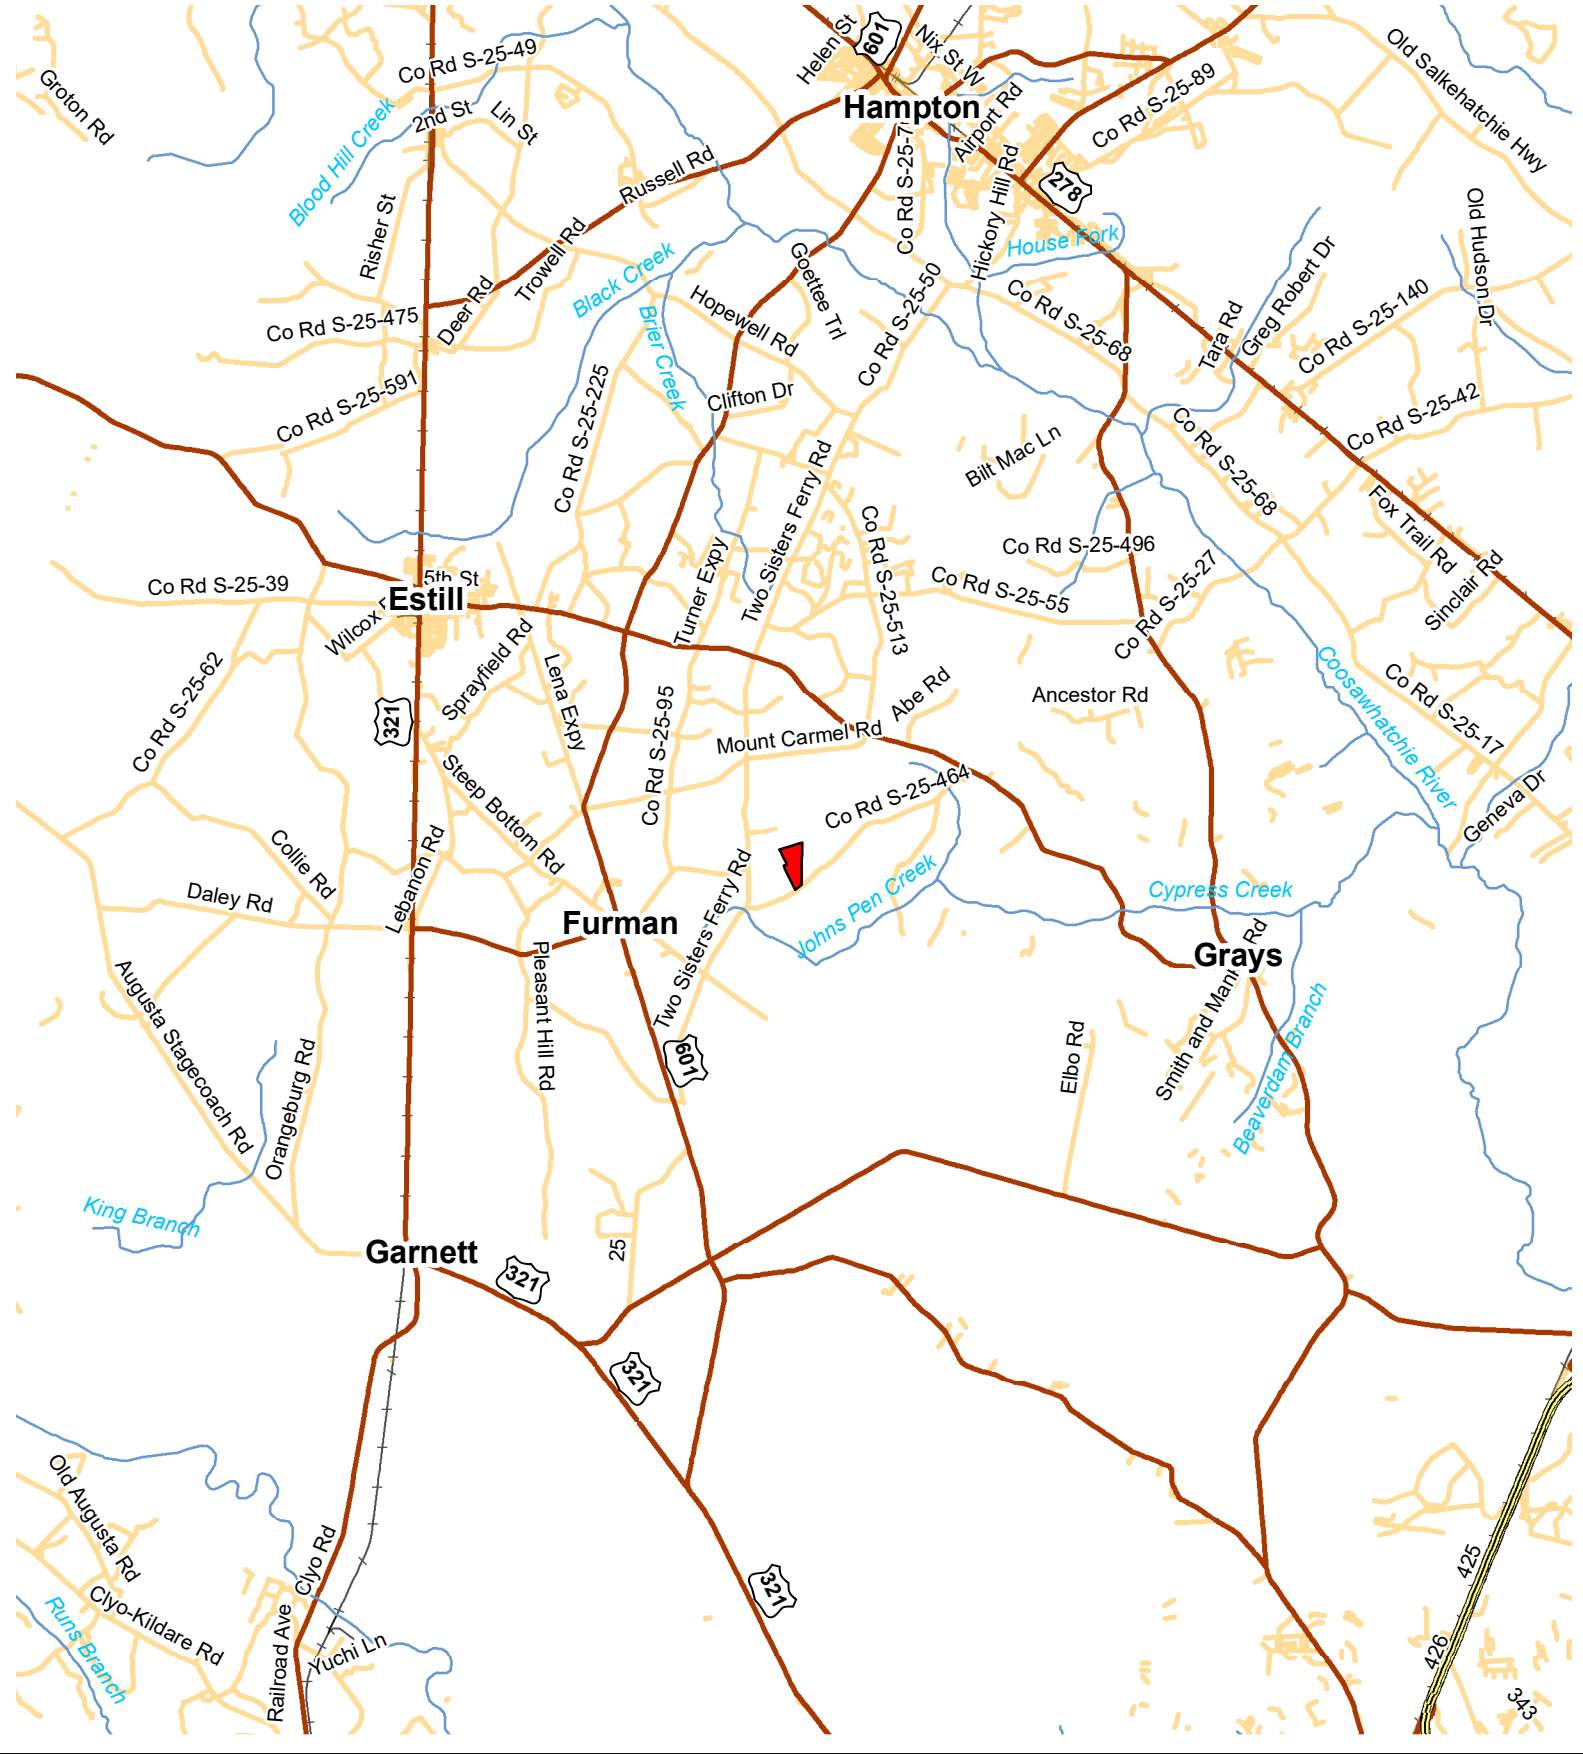 Co Rd S-25-49
Helen St
601
Nix St W
Old Salkehatchie Hwy
Groton Rd
Hampton
Co Rd S-25-89
2nd St
Lin St
Airport Rd
Blood Hill Creek
Russell Rd
Hickory Hill Rd
278
Risher St
House Fork
Old Hudson Dr
Trowell Rd
Black Creek
Goettee Trl
Co Rd S-25-50
Greg Robert Dr
Co Rd S-25-475
Deer Rd
Hopewell Rd
Co Rd S-25-68
Tara Rd
Co Rd S-25-140
Brier Creek
Co Rd S-25-591
Co Rd S-25-225
Clifton Dr
Co Rd S-25-42
Bilt Mac Ln
Co Rd S-25-68
Two Sisters Ferry Rd
Co Rd S-25-513
Co Rd S-25-496
Fox Trail Rd
Co Rd S-25-39
5th St
Estill
Turner Expy
Co Rd S-25-55
Co Rd S-25-27
Sinclair Rd
Wilcox
Sprayfield Rd
Co Rd S-25-62
321
Lena Expy
Co Rd S-25-95
Abe Rd
Ancestor Rd
Coosawhatchie River
Co Rd S-25-17
Mount Carmel Rd
Steep Bottom Rd
Co Rd S-25-464
Geneva Dr
Collie Rd
Lebanon Rd
Daley Rd
Two Sisters Ferry Rd
Johns Pen Creek
Cypress Creek
Furman
Grays
Rd
Smith and Man
Augusta Stagecoach Rd
Pleasant Hill Rd
601
Orangeburg Rd
Elbo Rd
Beaverdam Branch
King Branch
Garnett
25
321
321
Old Augusta Rd
Clyo Rd
425
321
Clyo-Kildare Rd
Runs Branch
Railroad Ave
Yuchi Ln
426
343